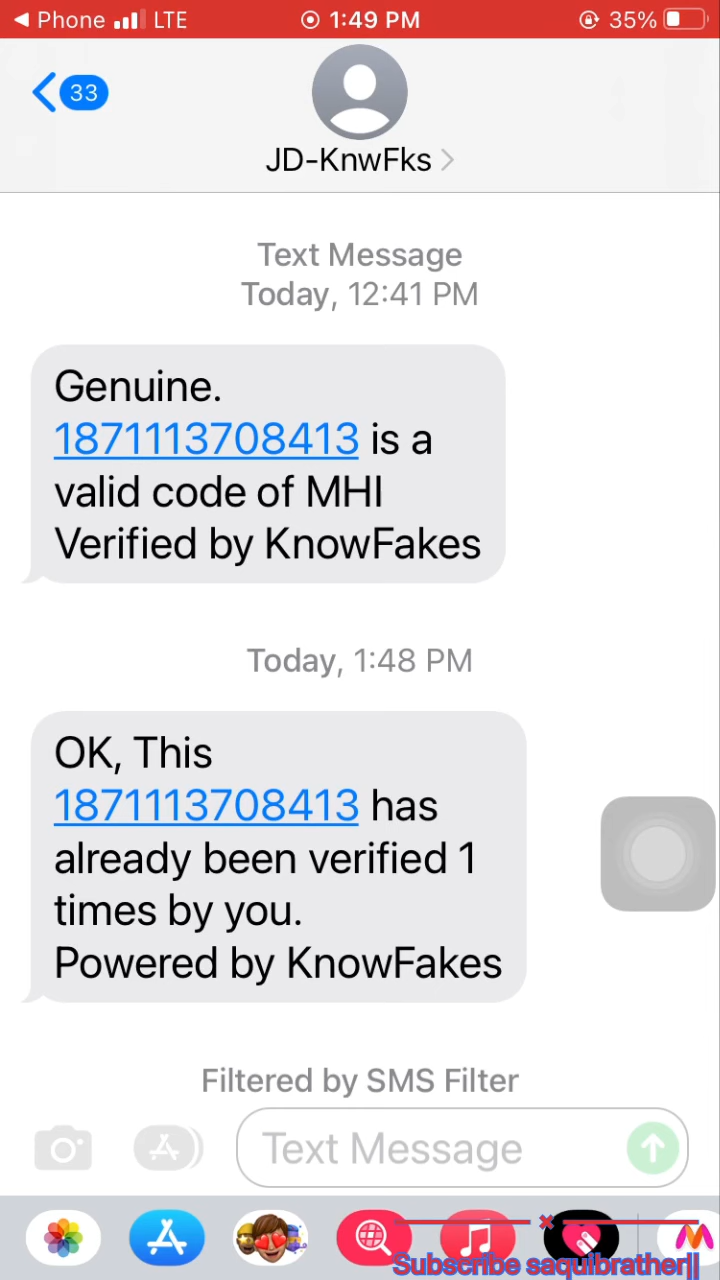 Phone LTE 1:49 PM 35%
33
JD-KnwFks
Text Message
Today, 12:41 PM
Genuine.
1871113708413 is a
valid code of MHI
Verified by KnowFakes
Today, 1:48 PM
OK, This
1871113708413 has
already been verified 1
times by you.
Powered by KnowFakes
Filtered by SMS Filter
Text Message
Subscribe saquibrather||